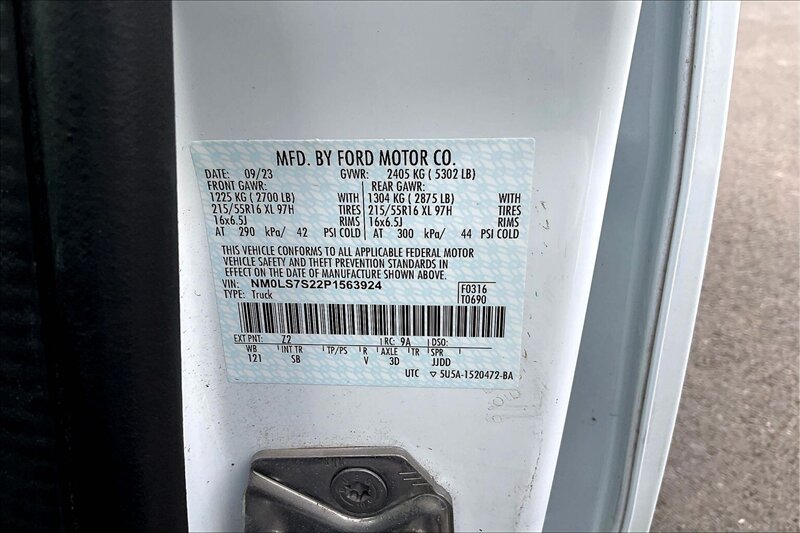 MFD. BY FORD MOTOR CO.
DATE: 09/23 GVWR: 2405 KG ( 5302 LB)
FRONT GAWR: REAR GAWR:
1225 KG ( 2700 LB) WITH 1304 KG ( 2875 LB) WITH
215/55R16 XL 97H TIRES 215/55R16 XL 97H TIRES
16x6.5J RIMS 16x6.5J RIMS
AT 290 kPa/ 42 PSI COLD AT 300 kPa/ 44 PSI COLD
THIS VEHICLE CONFORMS TO ALL APPLICABLE FEDERAL MOTOR
VEHICLE SAFETY AND THEFT PREVENTION STANDARDS IN
EFFECT ON THE DATE OF MANUFACTURE SHOWN ABOVE.
VIN: NM0LS7S22P1563924 F0316
TYPE: Truck T0690
EXT PNT: Z2 RC: 9A DSO:
WB INT TR TP/PS R AXLE TR SPR
121 SB V 3D JJDD
UTC ▽ 5U5A-1520472-BA